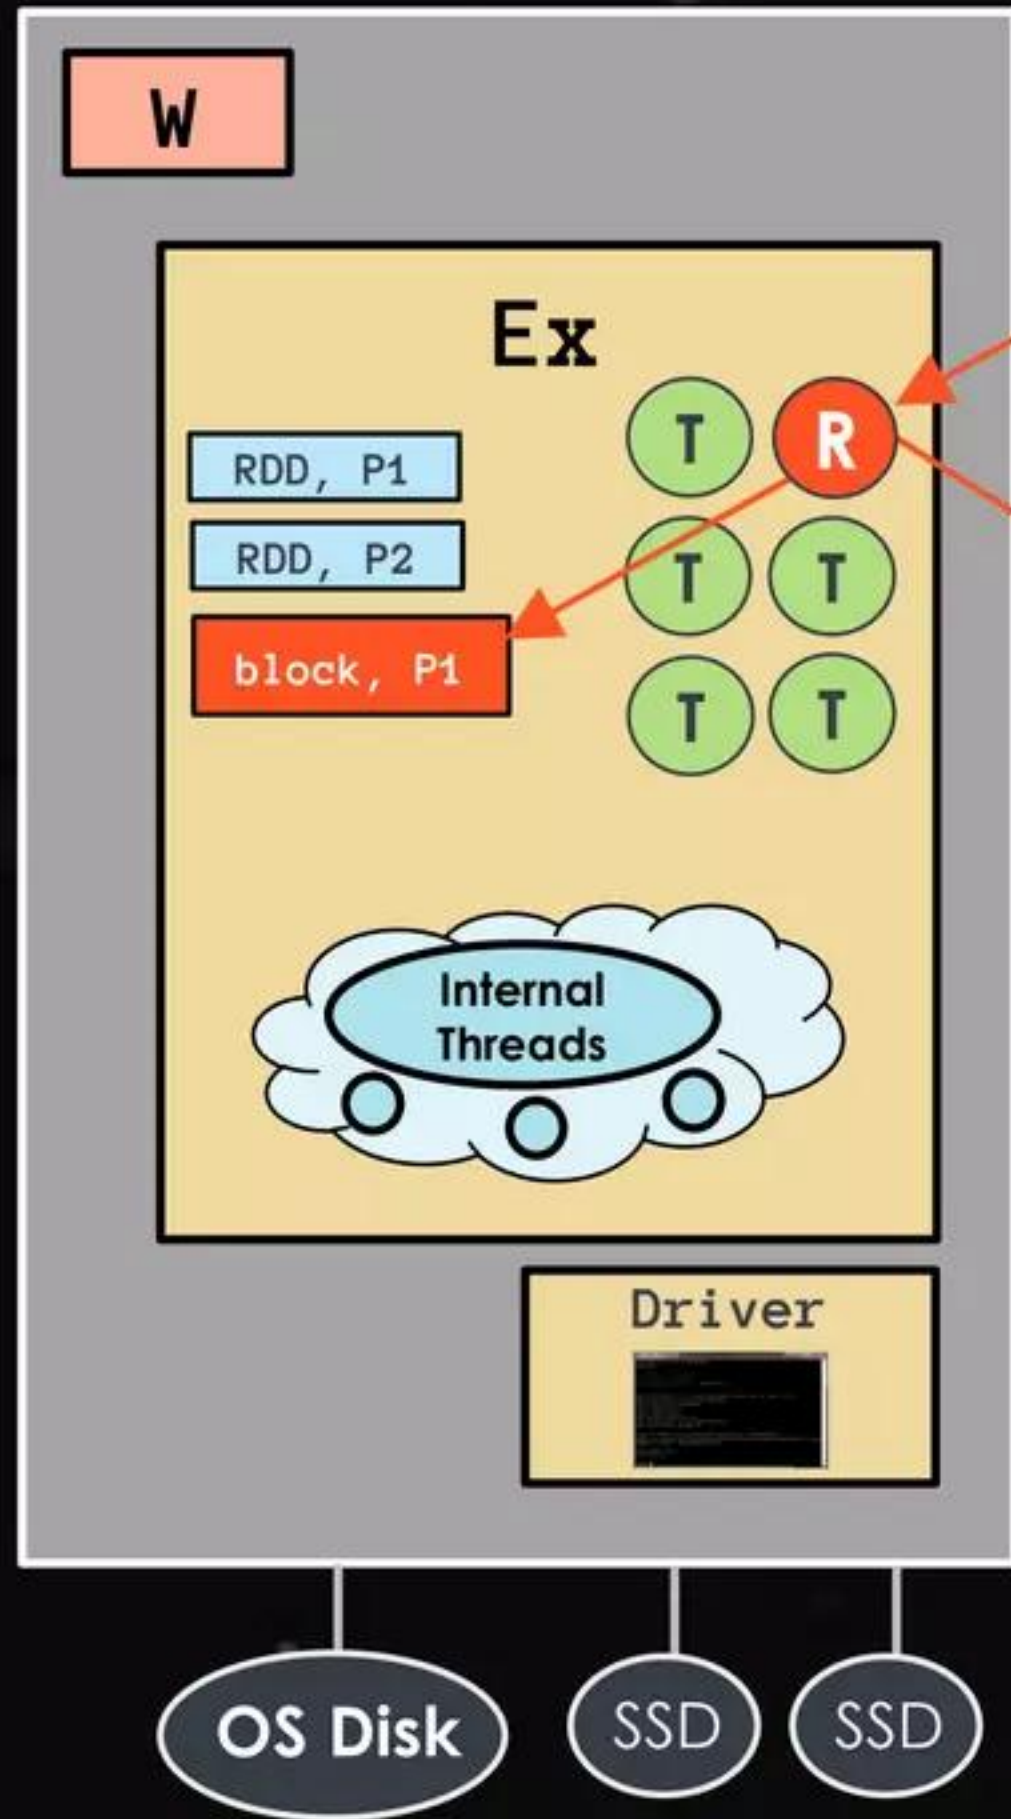 W
Ex
RDD, P1
RDD, P2
block, P1
T R
T T
T T
Internal
Threads
Driver
OS Disk
SSD
SSD